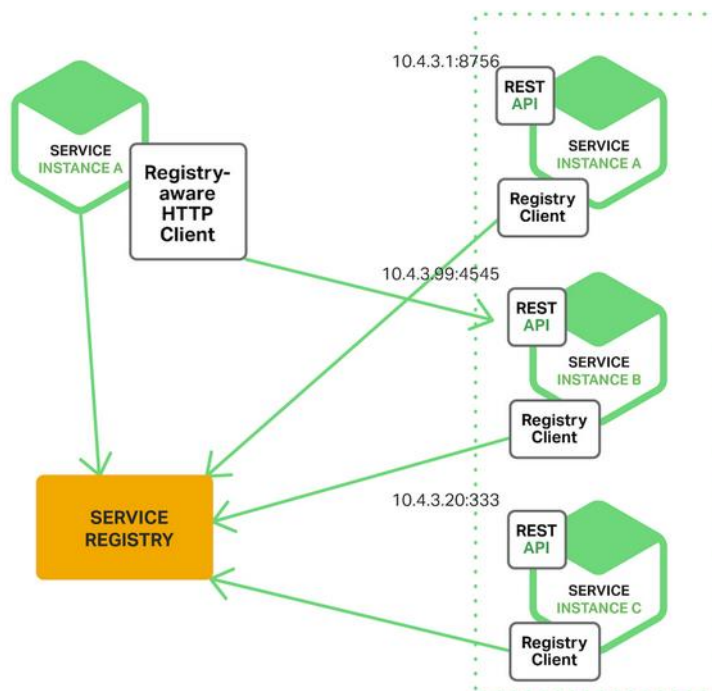 SERVICE
INSTANCE A
Registry-
aware
HTTP
Client
SERVICE
REGISTRY
10.4.3.1:8756
REST
API
SERVICE
INSTANCE A
Registry
Client
10.4.3.99:4545
REST
API
SERVICE
INSTANCE B
Registry
Client
10.4.3.20:333
REST
API
SERVICE
INSTANCE C
Registry
Client